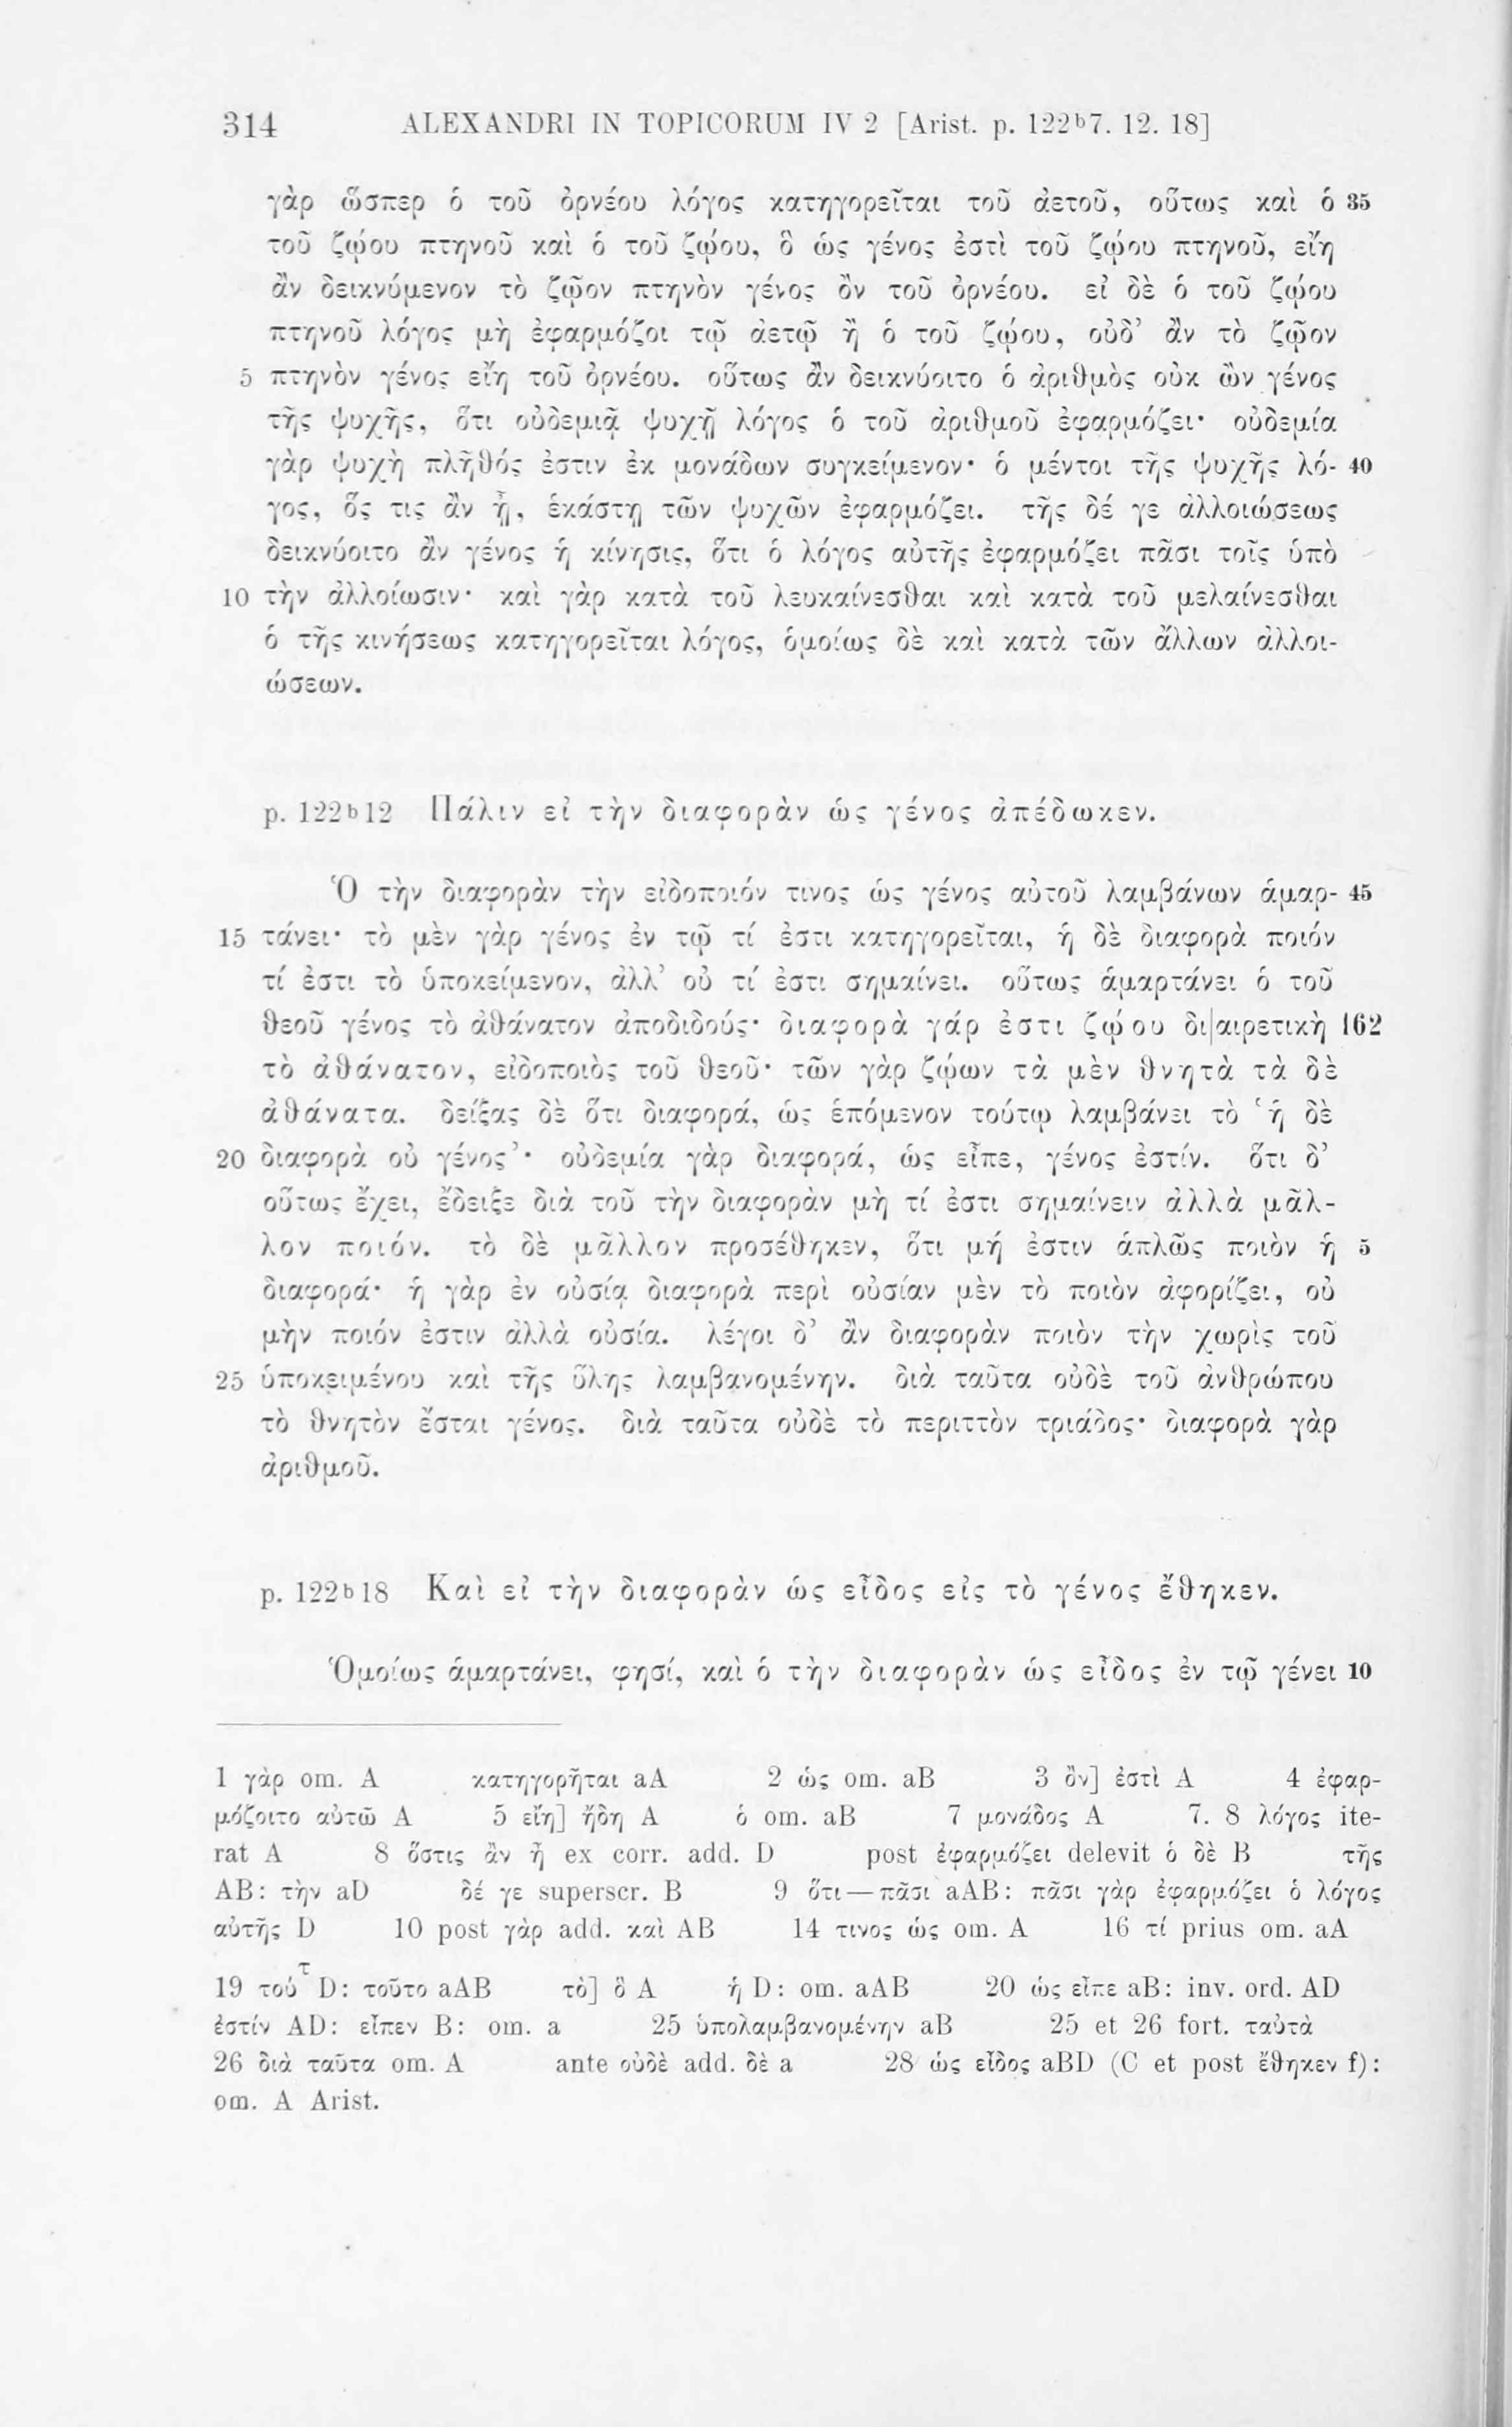 314 ALEXANDRI IN TOPICORUM IV 2 [Arist. p. 122b7. 12. 18]
γὰρ ὥσπερ ὁ τοῦ ὀρνέου λόγος κατηγορεῖται τοῦ ἀετοῦ, οὕτως καὶ ὁ 35
τοῦ ζῴου πτηνοῦ καὶ ὁ τοῦ ζῴου, ὃ ὡς γένος ἐστὶ τοῦ ζῴου πτηνοῦ, εἴη
ἂν δεικνύμενον τὸ ζῷον πτηνὸν γένος ὂν τοῦ ὀρνέου. εἰ δὲ ὁ τοῦ ζῴου
πτηνοῦ λόγος μὴ ἐφαρμόζοι τῷ ἀετῷ ἢ ὁ τοῦ ζῴου, οὐδ’ ἂν τὸ ζῷον
5 πτηνὸν γένος εἴη τοῦ ὀρνέου. οὕτως ἂν δεικνύοιτο ὁ ἀριθμὸς οὐκ ὢν γένος
τῆς ψυχῆς, ὅτι οὐδεμιᾷ ψυχῇ λόγος ὁ τοῦ ἀριθμοῦ ἐφαρμόζει· οὐδεμία
γὰρ ψυχὴ πλῆθός ἐστιν ἐκ μονάδων συγκείμενον· ὁ μέντοι τῆς ψυχῆς λό- 40
γος, ὅς τις ἂν ᾖ, ἑκάστῃ τῶν ψυχῶν ἐφαρμόζει. τῆς δέ γε ἀλλοιώσεως
δεικνύοιτο ἂν γένος ἡ κίνησις, ὅτι ὁ λόγος αὐτῆς ἐφαρμόζει πᾶσι τοῖς ὑπὸ
10 τὴν ἀλλοίωσιν· καὶ γὰρ κατὰ τοῦ λευκαίνεσθαι καὶ κατὰ τοῦ μελαίνεσθαι
ὁ τῆς κινήσεως κατηγορεῖται λόγος, ὁμοίως δὲ καὶ κατὰ τῶν ἄλλων ἀλλοι-
ώσεων.
p. 122b12 Πάλιν εἰ τὴν διαφορὰν ὡς γένος ἀπέδωκεν.
Ὁ τὴν διαφορὰν τὴν εἰδοποιόν τινος ὡς γένος αὐτοῦ λαμβάνων ἁμαρ- 45
15 τάνει· τὸ μὲν γὰρ γένος ἐν τῷ τί ἐστι κατηγορεῖται, ἡ δὲ διαφορὰ ποιόν
τί ἐστι τὸ ὑποκείμενον, ἀλλ’ οὐ τί ἐστι σημαίνει. οὕτως ἁμαρτάνει ὁ τοῦ
θεοῦ γένος τὸ ἀθάνατον ἀποδιδούς· διαφορὰ γάρ ἐστι ζῴου δι|αιρετικὴ 162
τὸ ἀθάνατον, εἰδοποιὸς τοῦ θεοῦ· τῶν γὰρ ζῴων τὰ μὲν θνητὰ τὰ δὲ
ἀθάνατα. δείξας δὲ ὅτι διαφορά, ὡς ἑπόμενον τούτῳ λαμβάνει τὸ ‘ἡ δὲ
20 διαφορὰ οὐ γένος’· οὐδεμία γὰρ διαφορά, ὡς εἶπε, γένος ἐστίν. ὅτι δ’
οὕτως ἔχει, ἔδειξε διὰ τοῦ τὴν διαφορὰν μὴ τί ἐστι σημαίνειν ἀλλὰ μᾶλ-
λον ποιόν. τὸ δὲ μᾶλλον προσέθηκεν, ὅτι μή ἐστιν ἁπλῶς ποιὸν ἡ 5
διαφορά· ἡ γὰρ ἐν οὐσίᾳ διαφορὰ περὶ οὐσίαν μὲν τὸ ποιὸν ἀφορίζει, οὐ
μὴν ποιόν ἐστιν ἀλλὰ οὐσία. λέγοι δ’ ἂν διαφορὰν ποιὸν τὴν χωρὶς τοῦ
25 ὑποκειμένου καὶ τῆς ὕλης λαμβανομένην. διὰ ταῦτα οὐδὲ τοῦ ἀνθρώπου
τὸ θνητὸν ἔσται γένος. διὰ ταῦτα οὐδὲ τὸ περιττὸν τριάδος· διαφορὰ γὰρ
ἀριθμοῦ.
p. 122b18 Καὶ εἰ τὴν διαφορὰν ὡς εἶδος εἰς τὸ γένος ἔθηκεν.
Ὁμοίως ἁμαρτάνει, φησί, καὶ ὁ τὴν διαφορὰν ὡς εἶδος ἐν τῷ γένει 10
1 γὰρ om. A κατηγορῆται aA 2 ὡς om. aB 3 ὂν] ἐστὶ A 4 ἐφαρ-
μόζοιτο αὐτῶ A 5 εἴη] ἤδη A ὁ om. aB 7 μονάδος A 7. 8 λόγος ite-
rat A 8 ὅστις ἂν ἦ ex corr. add. D post ἐφαρμόζει delevit ὁ δὲ B τῆς
AB: τὴν aD δέ γε superscr. B 9 ὅτι—πᾶσι aAB: πᾶσι γὰρ ἐφαρμόζει ὁ λόγος
αὐτῆς D 10 post γὰρ add. καὶ AB 14 τινος ὡς om. A 16 τί prius om. aA
19 τούτ D: τοῦτο aAB τὸ] ὃ A ἡ D: om. aAB 20 ὡς εἶπε aB: inv. ord. AD
ἐστίν AD: εἶπεν B: om. a 25 ὑπολαμβανομένην aB 25 et 26 fort. ταὐτὰ
26 διὰ ταῦτα om. A ante οὐδὲ add. δὲ a 28 ὡς εἶδος aBD (C et post ἔθηκεν f):
om. A Arist.